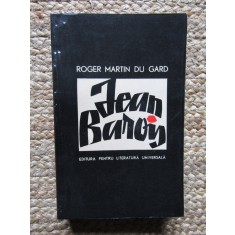 ROGER MARTIN DU GARD
Jean
Barois
EDITURA PENTRU LITERATURĂ UNIVERSALĂ